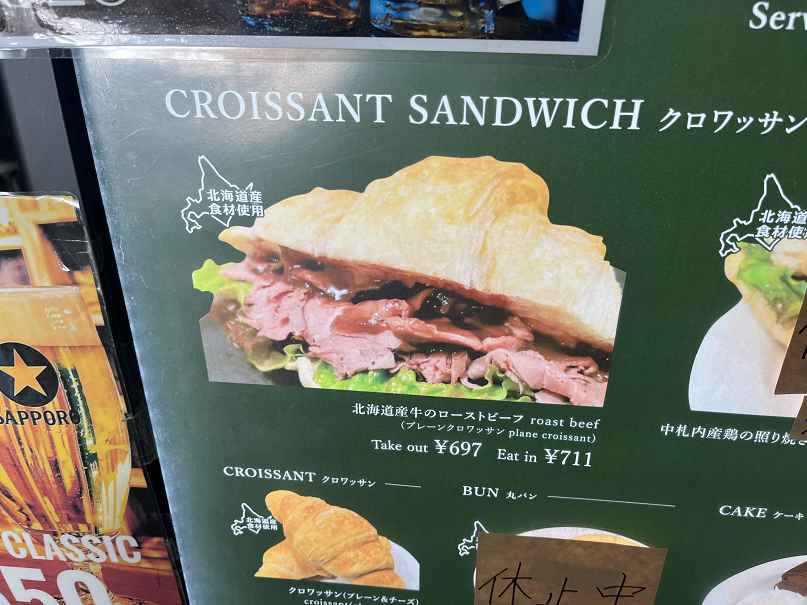 Serv
CROISSANT SANDWICH クロワッサン
北海道産
食材使用
北海道産牛のローストビーフ roast beef
(プレーンクロワッサン plane croissant)
Take out ¥697 Eat in ¥711
北海
食材使用
中札内産鶏の照り焼き
SAPPORO
CLASSIC
50
CROISSANT クロワッサン
北海道産
食材使用
クロワッサン(プレーン&チーズ)
BUN 丸パン
休止中
CAKE ケーキ